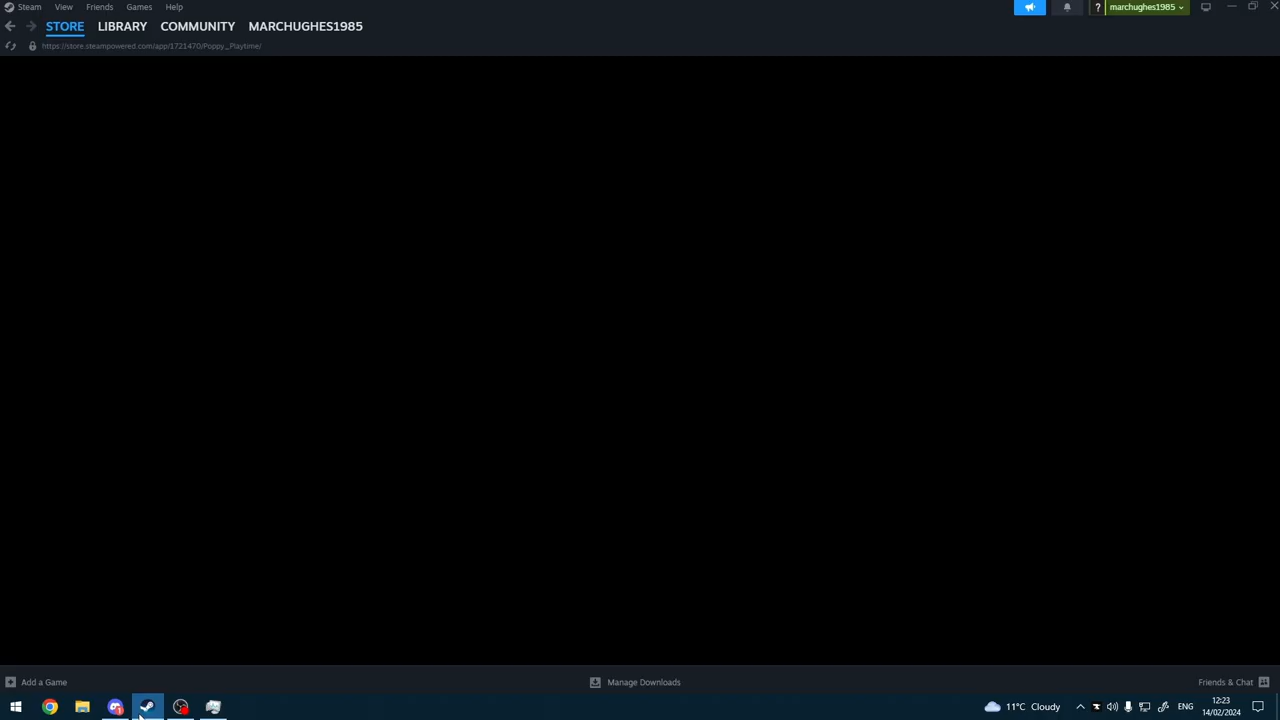 Steam View Friends Games Help
? marchughes1985
STORE LIBRARY COMMUNITY MARCHUGHES1985
https://store.steampowered.com/app/1721470/Poppy_Playtime/
Add a Game Manage Downloads Friends & Chat
11°C Cloudy ENG 12:23
14/02/2024